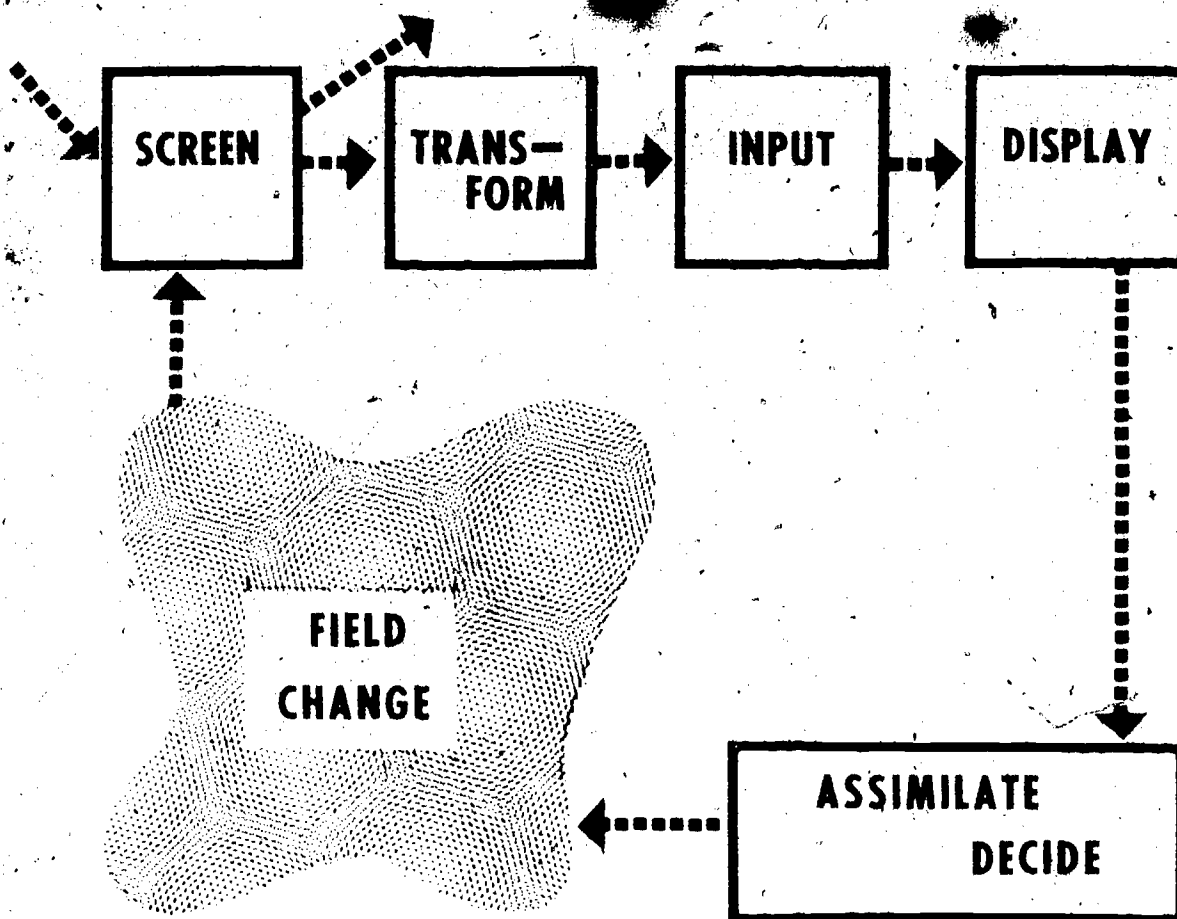 SCREEN
TRANS—
FORM
INPUT
DISPLAY
FIELD
CHANGE
ASSIMILATE
DECIDE